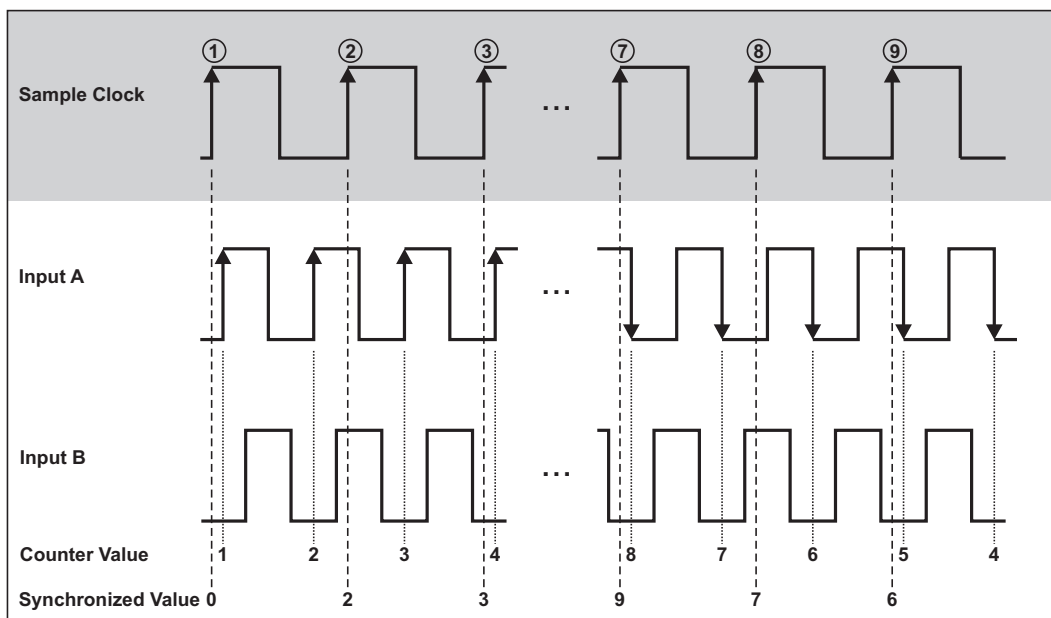 ① ② ③ ⑦ ⑧ ⑨
Sample Clock ...
Input A ...
Input B ...
Counter Value 1 2 3 4 8 7 6 5 4
Synchronized Value 0 2 3 9 7 6